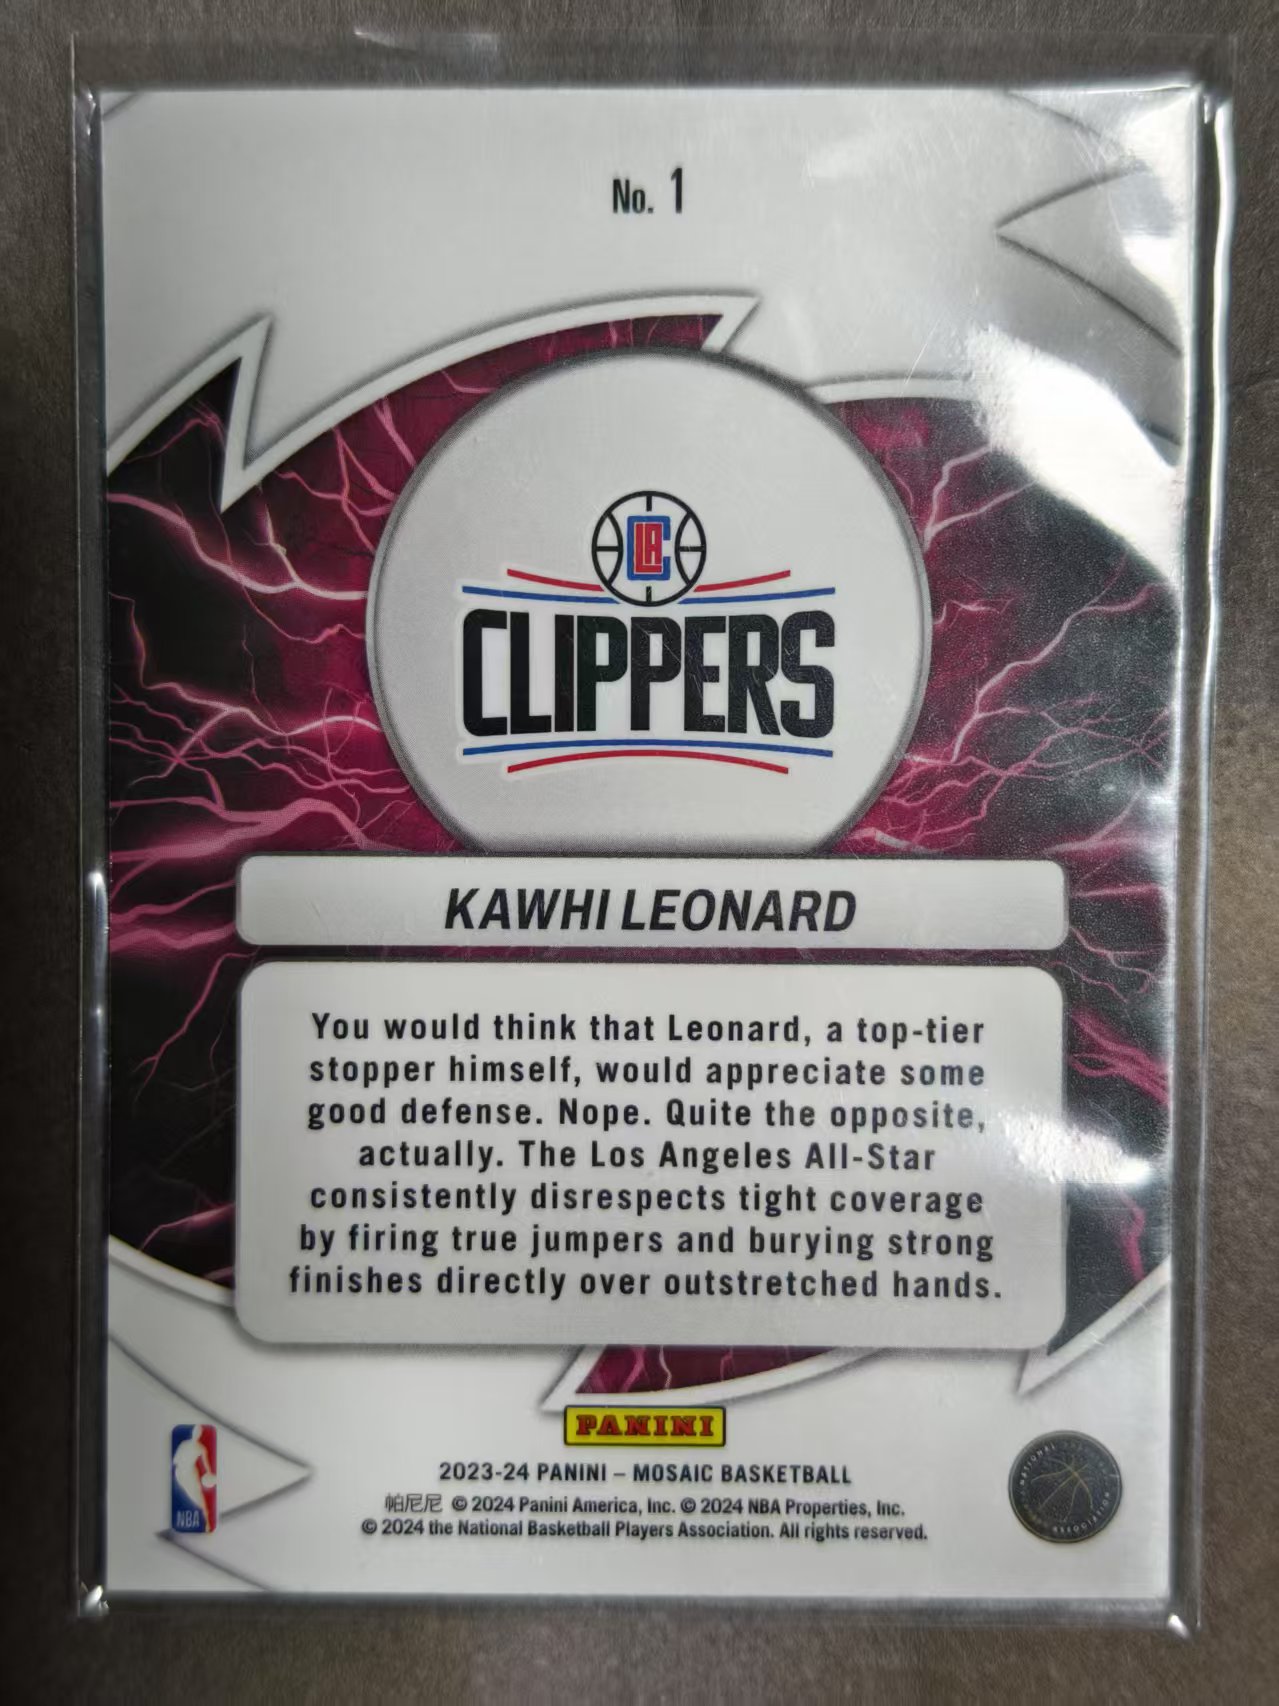 No. 1
LAC
CLIPPERS
KAWHI LEONARD
You would think that Leonard, a top-tier
stopper himself, would appreciate some
good defense. Nope. Quite the opposite,
actually. The Los Angeles All-Star
consistently disrespects tight coverage
by firing true jumpers and burying strong
finishes directly over outstretched hands.
PANINI
2023-24 PANINI – MOSAIC BASKETBALL
帕尼尼 © 2024 Panini America, Inc. © 2024 NBA Properties, Inc.
© 2024 the National Basketball Players Association. All rights reserved.
NBA
NATIONAL ASSOCIATION